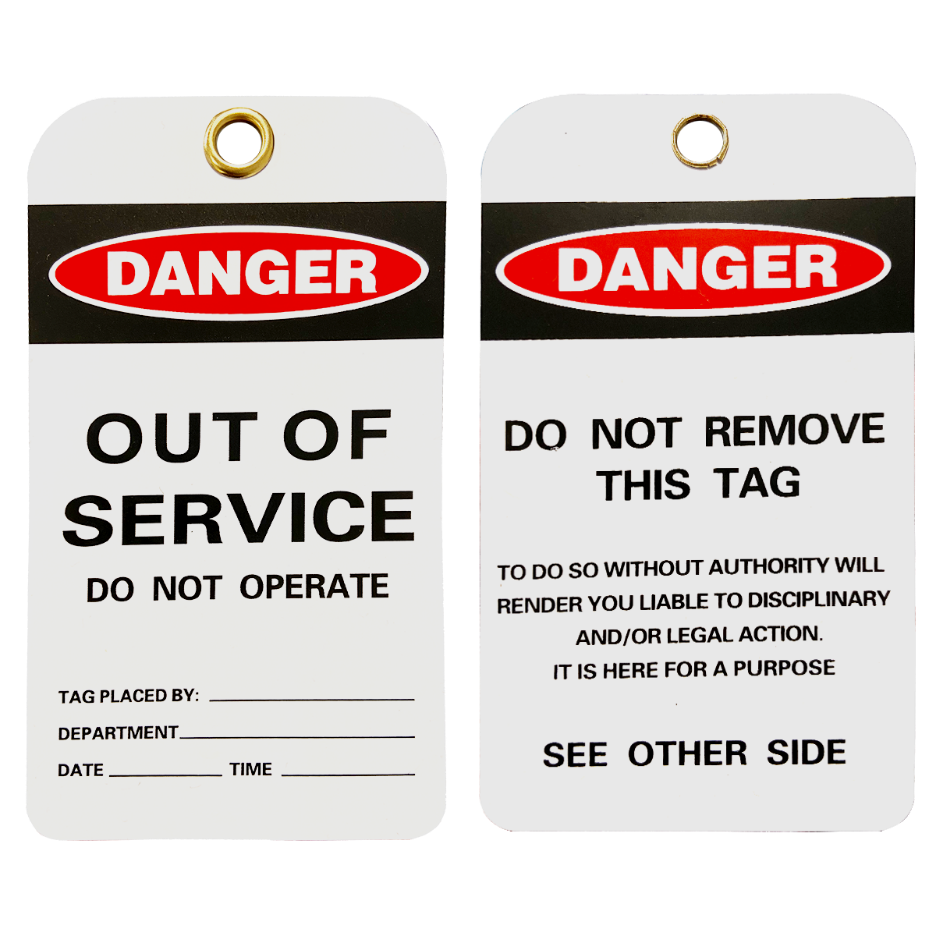 DANGER
OUT OF
SERVICE
DO NOT OPERATE
TAG PLACED BY:
DEPARTMENT
DATE TIME
DANGER
DO NOT REMOVE
THIS TAG
TO DO SO WITHOUT AUTHORITY WILL
RENDER YOU LIABLE TO DISCIPLINARY
AND/OR LEGAL ACTION.
IT IS HERE FOR A PURPOSE
SEE OTHER SIDE